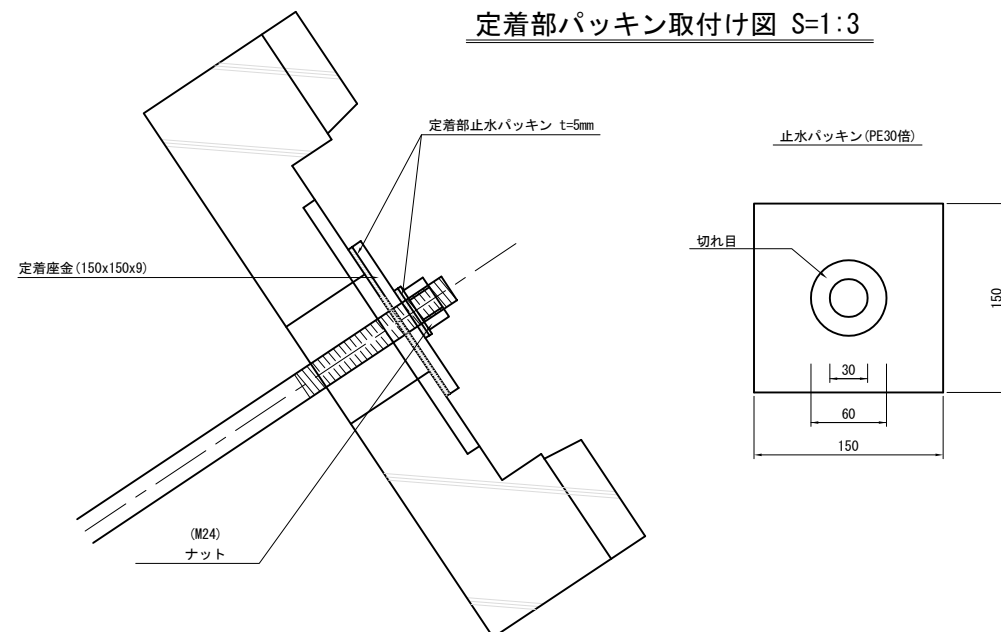 定着部パッキン取付け図 S=1:3
定着部止水パッキン t=5mm
止水パッキン(PE30倍)
切れ目
定着座金(150x150x9)
150
30
60
150
(M24)
ナット